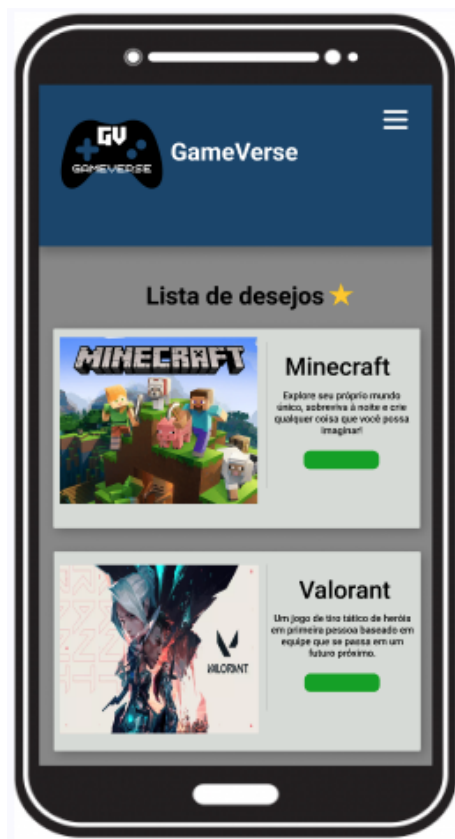 GV
GAMEVERSE
GameVerse
Lista de desejos
MINECRAFT
Minecraft
Explore seu próprio mundo
único, sobreviva à noite e crie
qualquer coisa que você possa
imaginar!
VALORANT
Valorant
Um jogo de tiro tático de heróis
em primeira pessoa baseado em
equipe que se passa em um
futuro próximo.